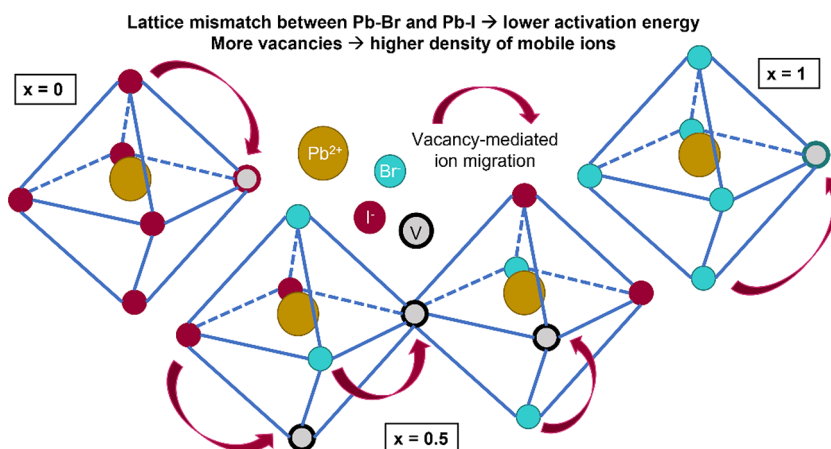 Lattice mismatch between Pb-Br and Pb-I → lower activation energy
More vacancies → higher density of mobile ions
x = 0
x = 1
Pb²⁺
Br⁻
I⁻
V
Vacancy-mediated
ion migration
x = 0.5